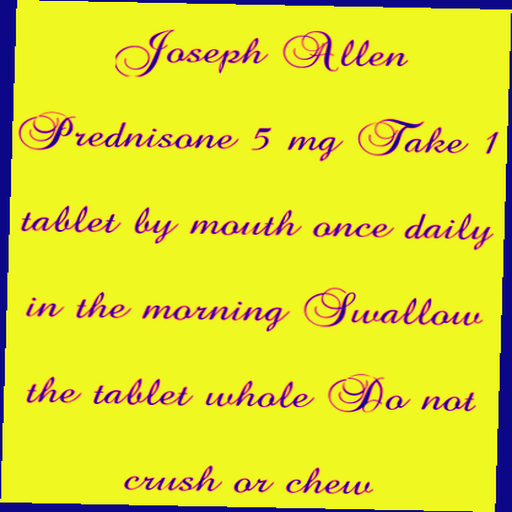 Joseph Allen
Prednisone 5 mg Take 1
tablet by mouth once daily
in the morning Swallow
the tablet whole Do not
crush or chew